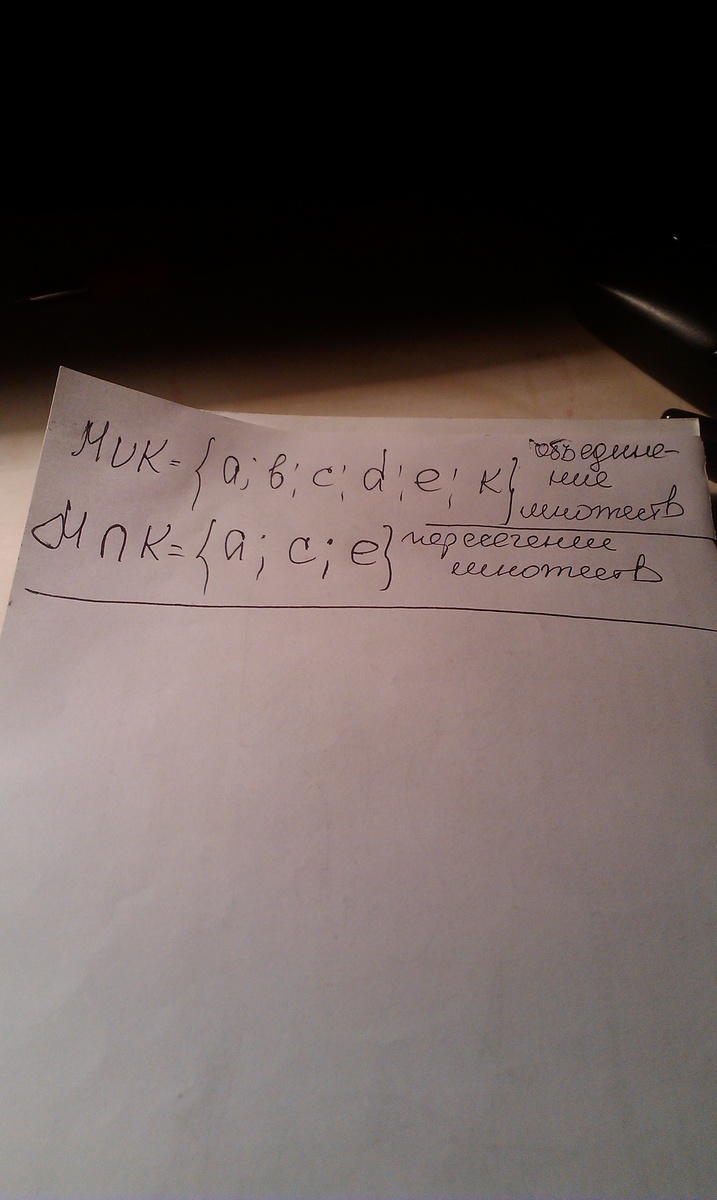 M∪K={a; b; c; d; e; к} объедине-
ние
множеств
M∩K={a; c; e} пересечение
множеств